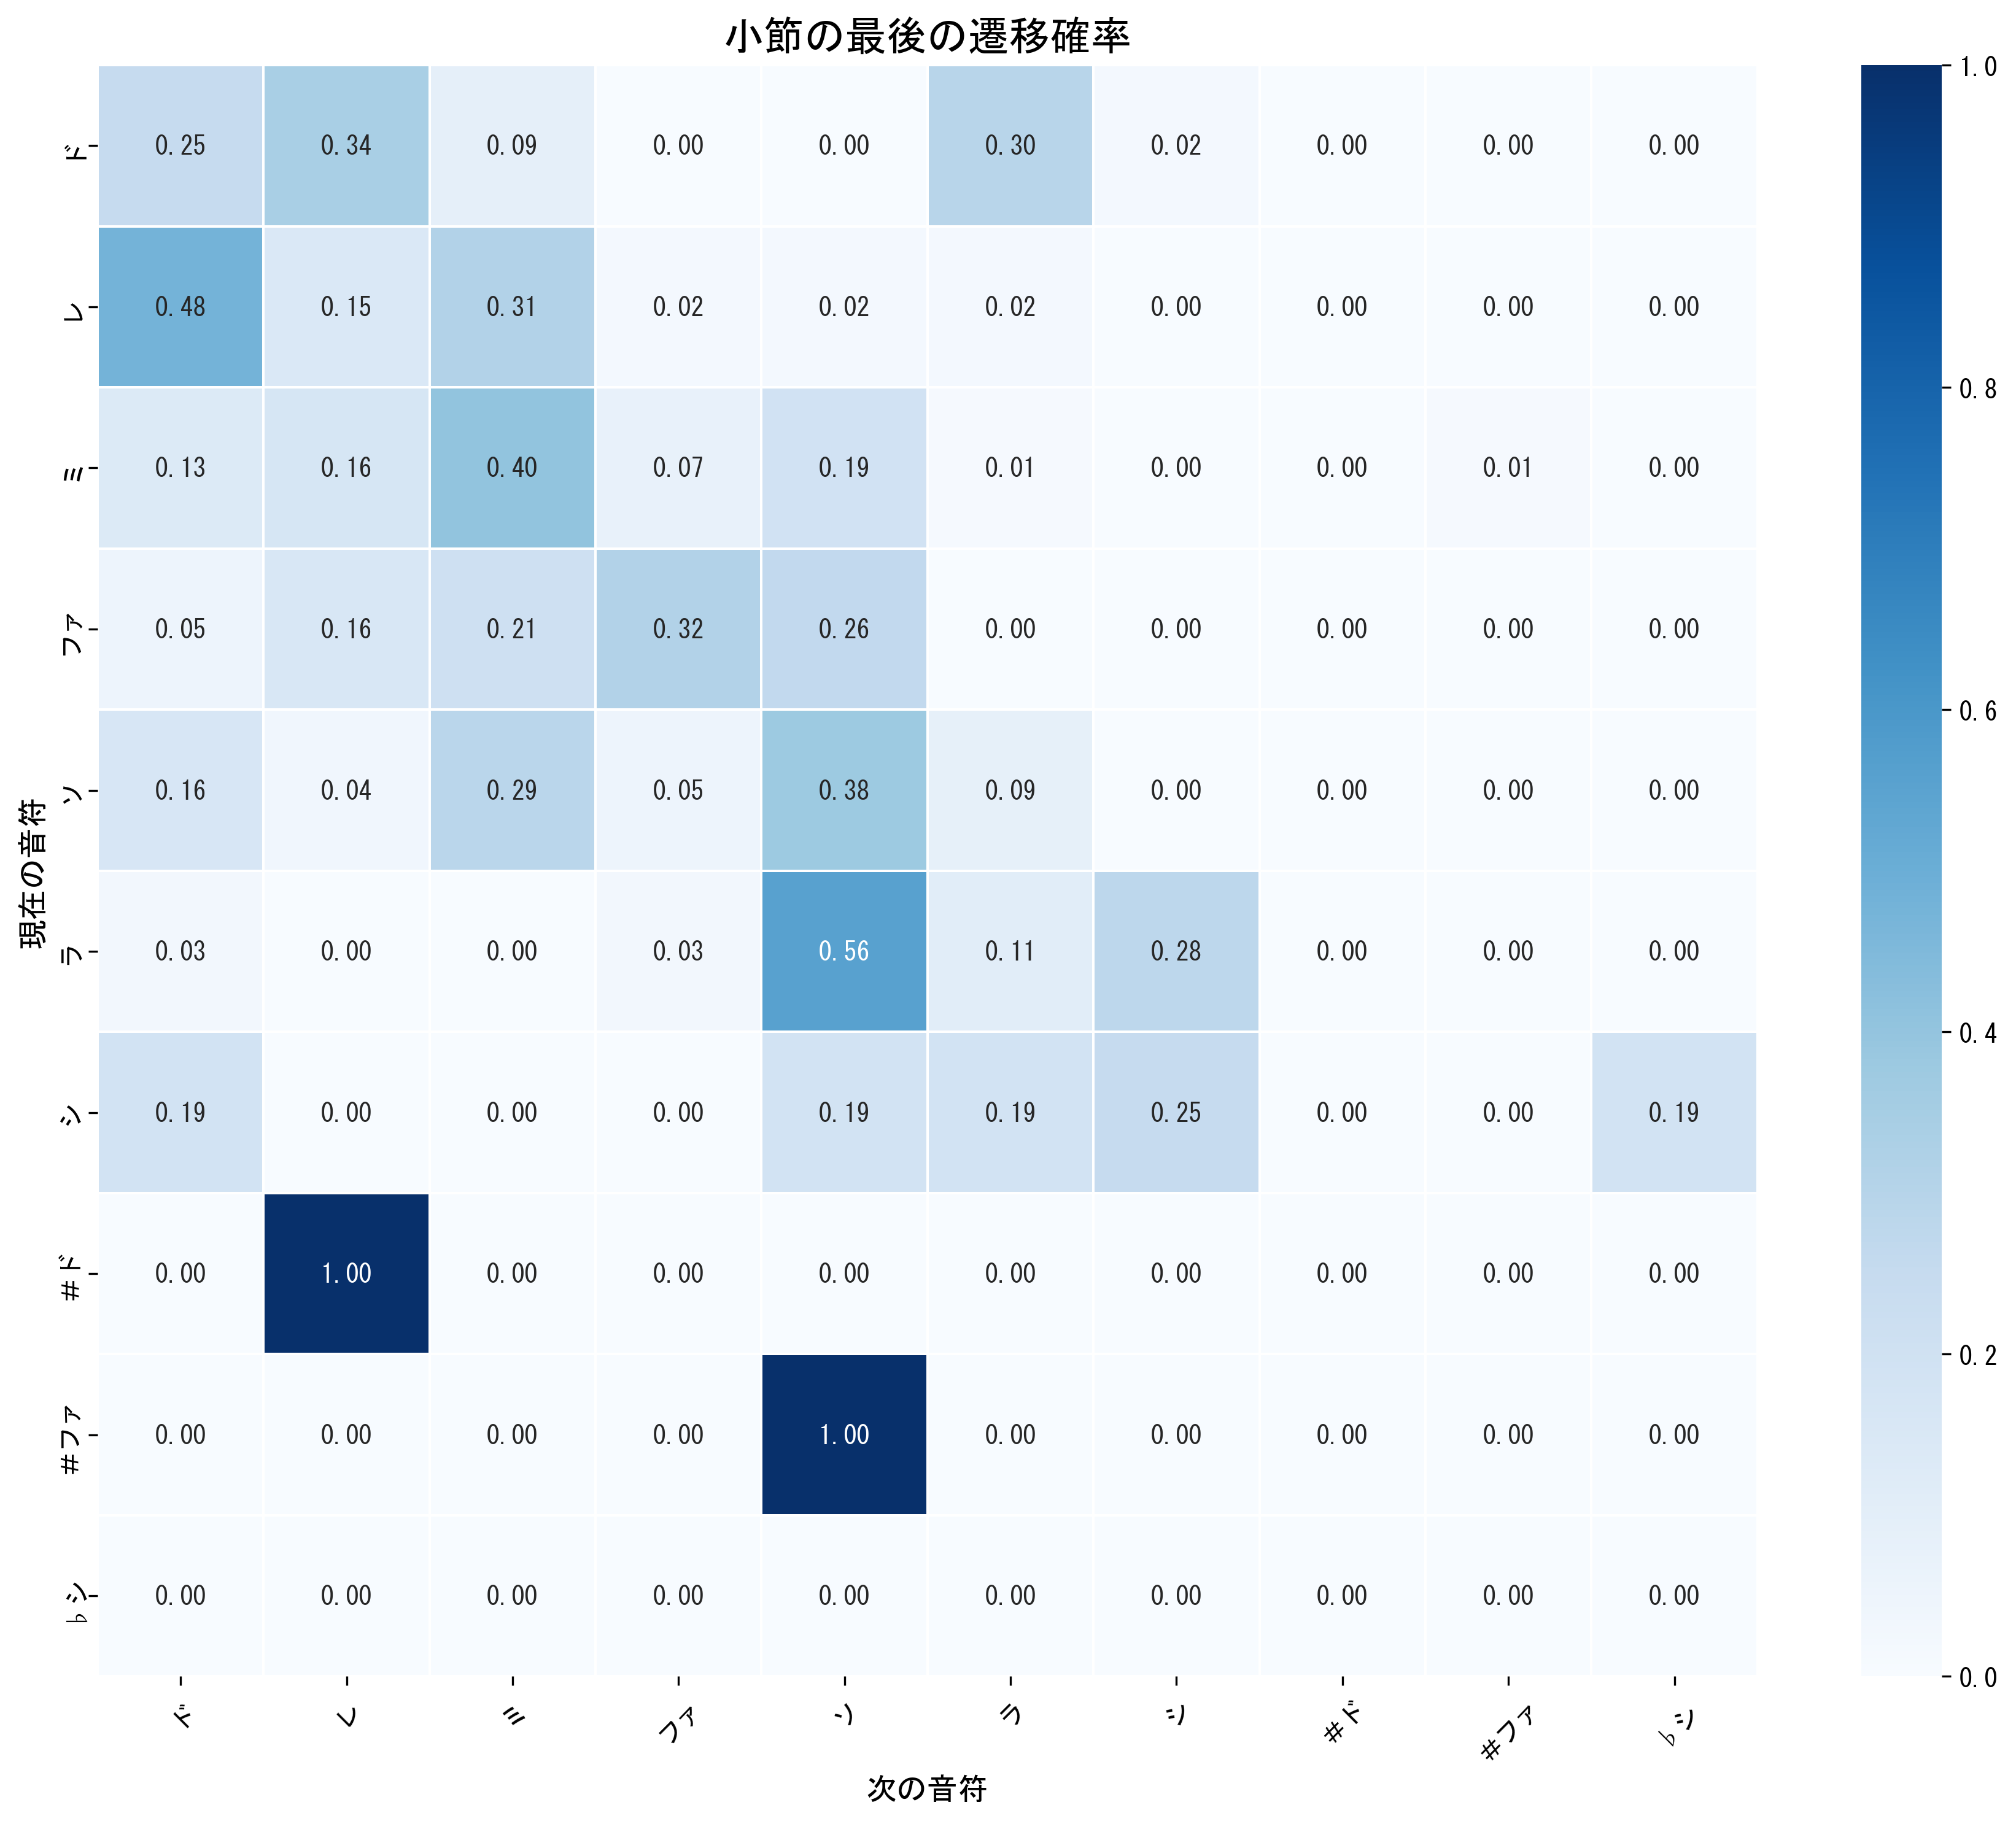 小節の最後の遷移確率
現在の音符
ド 0.25 0.34 0.09 0.00 0.00 0.30 0.02 0.00 0.00 0.00
レ 0.48 0.15 0.31 0.02 0.02 0.02 0.00 0.00 0.00 0.00
ミ 0.13 0.16 0.40 0.07 0.19 0.01 0.00 0.00 0.01 0.00
ファ 0.05 0.16 0.21 0.32 0.26 0.00 0.00 0.00 0.00 0.00
ソ 0.16 0.04 0.29 0.05 0.38 0.09 0.00 0.00 0.00 0.00
ラ 0.03 0.00 0.00 0.03 0.56 0.11 0.28 0.00 0.00 0.00
シ 0.19 0.00 0.00 0.00 0.19 0.19 0.25 0.00 0.00 0.19
#ド 0.00 1.00 0.00 0.00 0.00 0.00 0.00 0.00 0.00 0.00
#ファ 0.00 0.00 0.00 0.00 1.00 0.00 0.00 0.00 0.00 0.00
♭シ 0.00 0.00 0.00 0.00 0.00 0.00 0.00 0.00 0.00 0.00
ド レ ミ ファ ソ ラ シ #ド #ファ ♭シ
次の音符
1.0
0.8
0.6
0.4
0.2
0.0